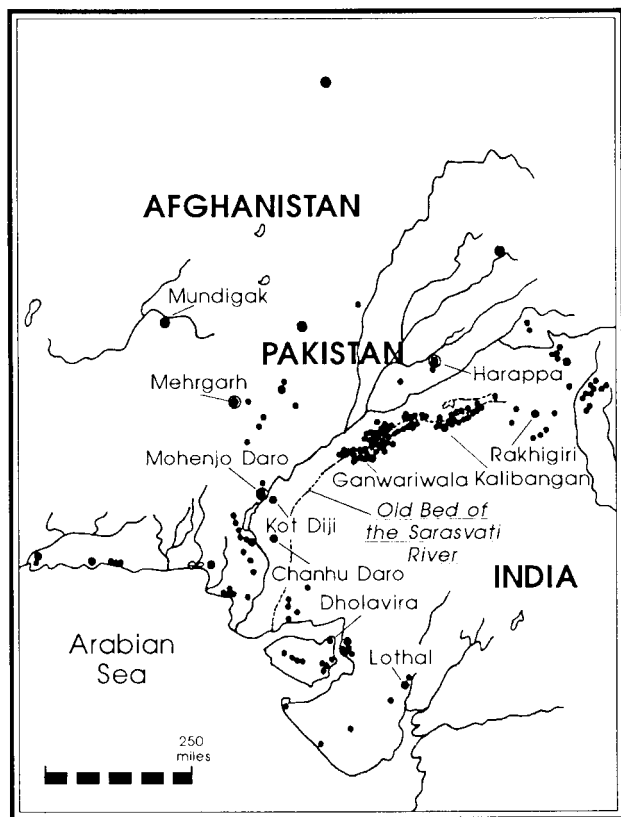 AFGHANISTAN
Mundigak
PAKISTAN
Harappa
Mehrgarh
Rakhigiri
Mohenjo Daro
Ganwariwala
Kalibangan
Kot Diji
Old Bed of
the Sarasvati
River
Chanhu Daro
INDIA
Dholavira
Arabian
Sea
Lothal
250
miles